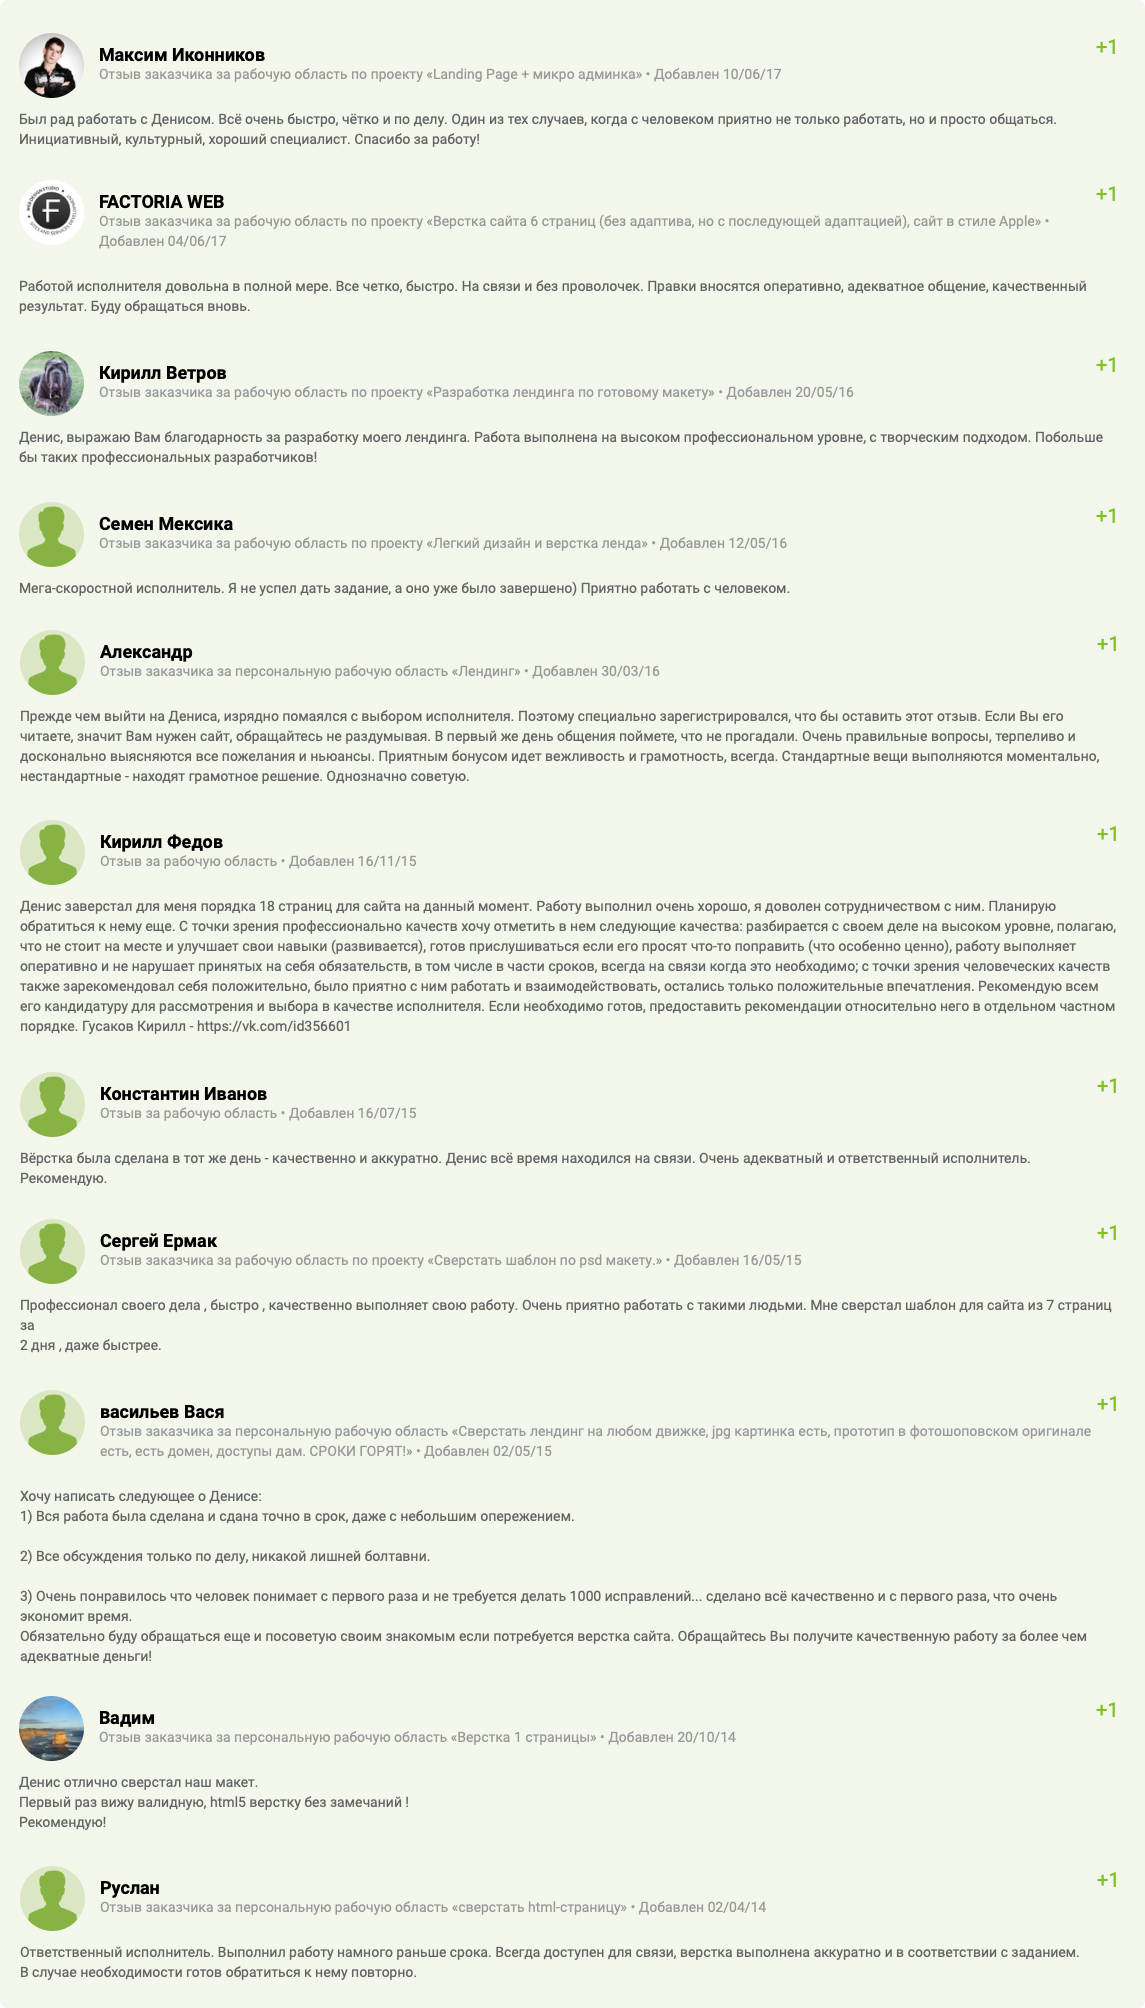 Максим Иконников
+1
Отзыв заказчика за рабочую область по проекту «Landing Page + микро админка» • Добавлен 10/06/17
Был рад работать с Денисом. Всё очень быстро, чётко и по делу. Один из тех случаев, когда с человеком приятно не только работать, но и просто общаться.
Инициативный, культурный, хороший специалист. Спасибо за работу!
FACTORIA WEB
+1
Отзыв заказчика за рабочую область по проекту «Верстка сайта 6 страниц (без адаптива, но с последующей адаптацией), сайт в стиле Apple» •
Добавлен 04/06/17
Работой исполнителя довольна в полной мере. Все четко, быстро. На связи и без проволочек. Правки вносятся оперативно, адекватное общение, качественный
результат. Буду обращаться вновь.
Кирилл Ветров
+1
Отзыв заказчика за рабочую область по проекту «Разработка лендинга по готовому макету» • Добавлен 20/05/16
Денис, выражаю Вам благодарность за разработку моего лендинга. Работа выполнена на высоком профессиональном уровне, с творческим подходом. Побольше
бы таких профессиональных разработчиков!
Семен Мексика
+1
Отзыв заказчика за рабочую область по проекту «Легкий дизайн и верстка ленда» • Добавлен 12/05/16
Мега-скоростной исполнитель. Я не успел дать задание, а оно уже было завершено) Приятно работать с человеком.
Александр
+1
Отзыв заказчика за персональную рабочую область «Лендинг» • Добавлен 30/03/16
Прежде чем выйти на Дениса, изрядно помаялся с выбором исполнителя. Поэтому специально зарегистрировался, что бы оставить этот отзыв. Если Вы его
читаете, значит Вам нужен сайт, обращайтесь не раздумывая. В первый же день общения поймете, что не прогадали. Очень правильные вопросы, терпеливо и
досконально выясняются все пожелания и ньюансы. Приятным бонусом идет вежливость и грамотность, всегда. Стандартные вещи выполняются моментально,
нестандартные - находят грамотное решение. Однозначно советую.
Кирилл Федов
+1
Отзыв за рабочую область • Добавлен 16/11/15
Денис заверстал для меня порядка 18 страниц для сайта на данный момент. Работу выполнил очень хорошо, я доволен сотрудничеством с ним. Планирую
обратиться к нему еще. С точки зрения профессионально качеств хочу отметить в нем следующие качества: разбирается с своем деле на высоком уровне, полагаю,
что не стоит на месте и улучшает свои навыки (развивается), готов прислушиваться если его просят что-то поправить (что особенно ценно), работу выполняет
оперативно и не нарушает принятых на себя обязательств, в том числе в части сроков, всегда на связи когда это необходимо; с точки зрения человеческих качеств
также зарекомендовал себя положительно, было приятно с ним работать и взаимодействовать, остались только положительные впечатления. Рекомендую всем
его кандидатуру для рассмотрения и выбора в качестве исполнителя. Если необходимо готов, предоставить рекомендации относительно него в отдельном частном
порядке. Гусаков Кирилл - https://vk.com/id356601
Константин Иванов
+1
Отзыв за рабочую область • Добавлен 16/07/15
Вёрстка была сделана в тот же день - качественно и аккуратно. Денис всё время находился на связи. Очень адекватный и ответственный исполнитель.
Рекомендую.
Сергей Ермак
+1
Отзыв заказчика за рабочую область по проекту «Сверстать шаблон по psd макету.» • Добавлен 16/05/15
Профессионал своего дела , быстро , качественно выполняет свою работу. Очень приятно работать с такими людьми. Мне сверстал шаблон для сайта из 7 страниц
за
2 дня , даже быстрее.
васильев Вася
+1
Отзыв заказчика за персональную рабочую область «Сверстать лендинг на любом движке, jpg картинка есть, прототип в фотошоповском оригинале
есть, есть домен, доступы дам. СРОКИ ГОРЯТ!» • Добавлен 02/05/15
Хочу написать следующее о Денисе:
1) Вся работа была сделана и сдана точно в срок, даже с небольшим опережением.
2) Все обсуждения только по делу, никакой лишней болтавни.
3) Очень понравилось что человек понимает с первого раза и не требуется делать 1000 исправлений... сделано всё качественно и с первого раза, что очень
экономит время.
Обязательно буду обращаться еще и посоветую своим знакомым если потребуется верстка сайта. Обращайтесь Вы получите качественную работу за более чем
адекватные деньги!
Вадим
+1
Отзыв заказчика за персональную рабочую область «Верстка 1 страницы» • Добавлен 20/10/14
Денис отлично сверстал наш макет.
Первый раз вижу валидную, html5 верстку без замечаний !
Рекомендую!
Руслан
+1
Отзыв заказчика за персональную рабочую область «сверстать html-страницу» • Добавлен 02/04/14
Ответственный исполнитель. Выполнил работу намного раньше срока. Всегда доступен для связи, верстка выполнена аккуратно и в соответствии с заданием.
В случае необходимости готов обратиться к нему повторно.